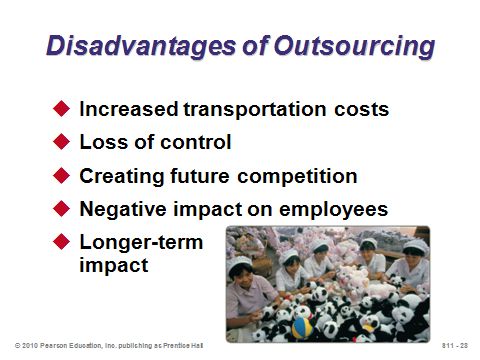 Disadvantages of Outsourcing
Increased transportation costs
Loss of control
Creating future competition
Negative impact on employees
Longer-term
impact
© 2010 Pearson Education, Inc. publishing as Prentice Hall
S11 - 28